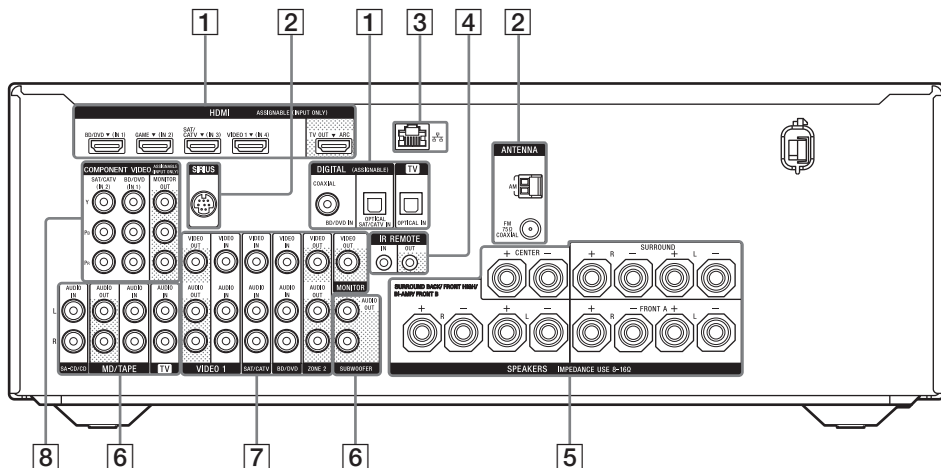 1 2 3 1 4 2
HDMI ASSIGNABLE (INPUT ONLY)
BD/DVD ▼ (IN 1) GAME ▼ (IN 2) SAT/ CATV ▼ (IN 3) VIDEO 1 ▼ (IN 4) TV OUT ▼ ARC
COMPONENT VIDEO ASSIGNABLE (INPUT ONLY)
SAT/CATV (IN 2) BD/DVD (IN 1) MONITOR OUT
Y
PB
PR
SIRIUS
DIGITAL (ASSIGNABLE) TV
COAXIAL
BD/DVD IN OPTICAL SAT/CATV IN OPTICAL IN
ANTENNA
AM
FM 75Ω COAXIAL
VIDEO OUT VIDEO IN VIDEO IN VIDEO IN VIDEO OUT VIDEO OUT
IR REMOTE
IN OUT
MONITOR
AUDIO IN AUDIO OUT AUDIO IN AUDIO IN AUDIO OUT AUDIO IN AUDIO IN AUDIO IN AUDIO OUT AUDIO OUT
L
R
SA-CD/CD MD/TAPE TV VIDEO 1 SAT/CATV BD/DVD ZONE 2 SUBWOOFER
+ CENTER −
SURROUND
+ R − + L −
SURROUND BACK/ FRONT HIGH/
BI-AMP/ FRONT B
+ R − + L −
+ R − FRONT A + L −
SPEAKERS IMPEDANCE USE 8-16Ω
8 6 7 6 5